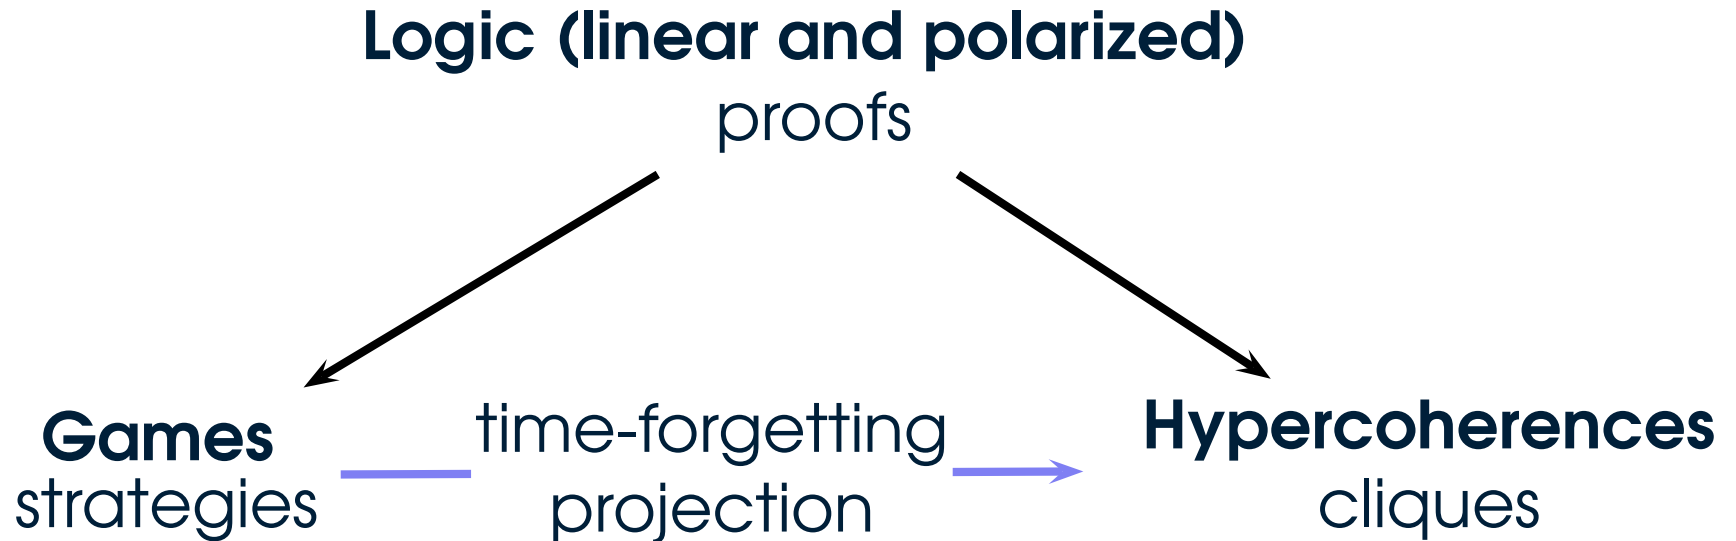 Logic (linear and polarized)
proofs
Games
strategies
time-forgetting
projection
Hypercoherences
cliques